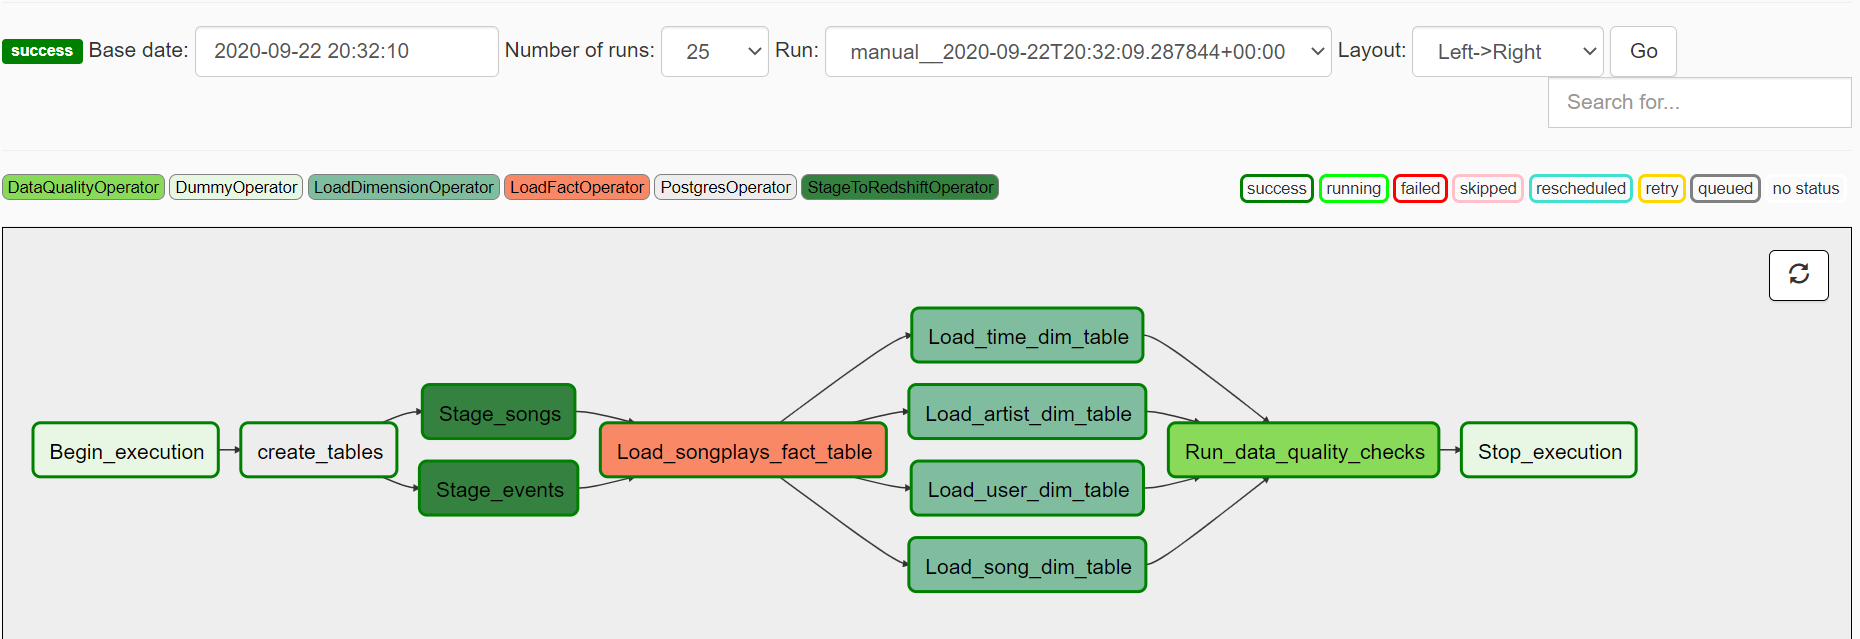 success Base date: 2020-09-22 20:32:10 Number of runs: 25 Run: manual__2020-09-22T20:32:09.287844+00:00 Layout: Left->Right Go
Search for...
DataQualityOperator DummyOperator LoadDimensionOperator LoadFactOperator PostgresOperator StageToRedshiftOperator success running failed skipped rescheduled retry queued no status
Begin_execution
create_tables
Stage_songs
Stage_events
Load_songplays_fact_table
Load_time_dim_table
Load_artist_dim_table
Load_user_dim_table
Load_song_dim_table
Run_data_quality_checks
Stop_execution